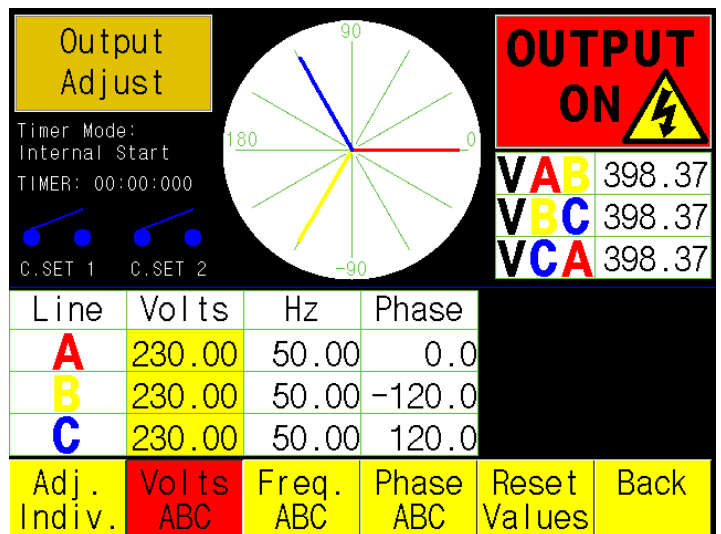 Output
Adjust
Timer Mode:
Internal Start
TIMER: 00:00:000
C.SET 1 C.SET 2
90
180
0
-90
OUTPUT
ON
VAB 398.37
VBC 398.37
VCA 398.37
Line Volts Hz Phase
A 230.00 50.00 0.0
B 230.00 50.00 -120.0
C 230.00 50.00 120.0
Adj. Indiv.
Volts ABC
Freq. ABC
Phase ABC
Reset Values
Back